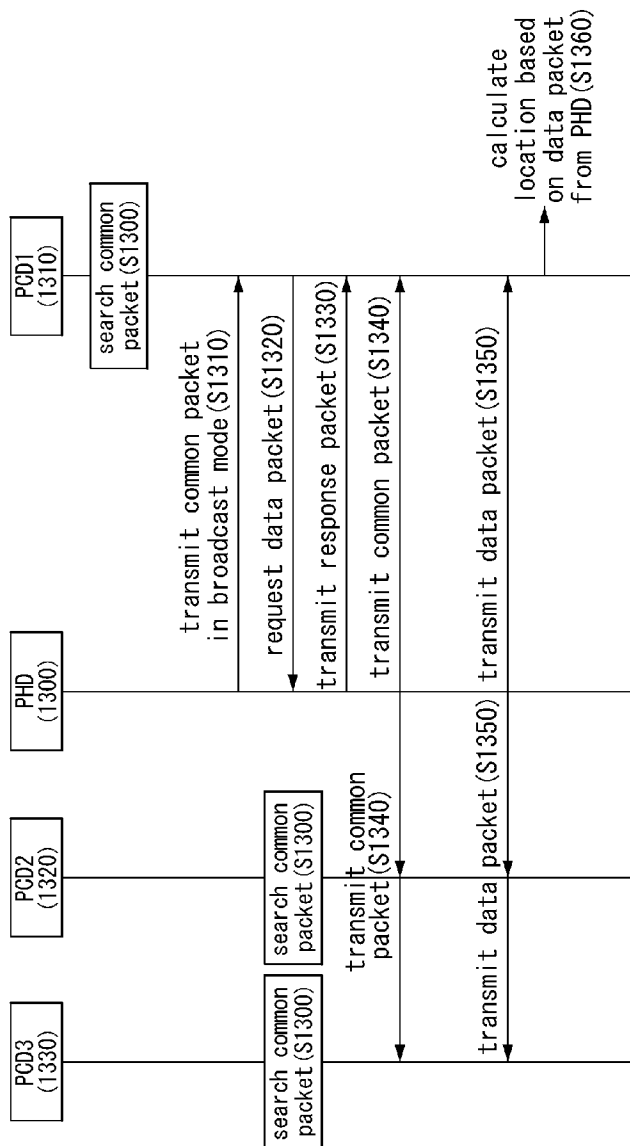 PCD3
(1330)
PCD2
(1320)
PHD
(1300)
PCD1
(1310)
search common
packet(S1300)
transmit common packet
in broadcast mode(S1310)
search common
packet(S1300)
search common
packet(S1300)
request data packet(S1320)
transmit response packet(S1330)
transmit common
packet(S1340)
transmit common packet(S1340)
transmit data packet(S1350)
transmit data packet(S1350)
calculate
location based
on data packet
from PHD(S1360)